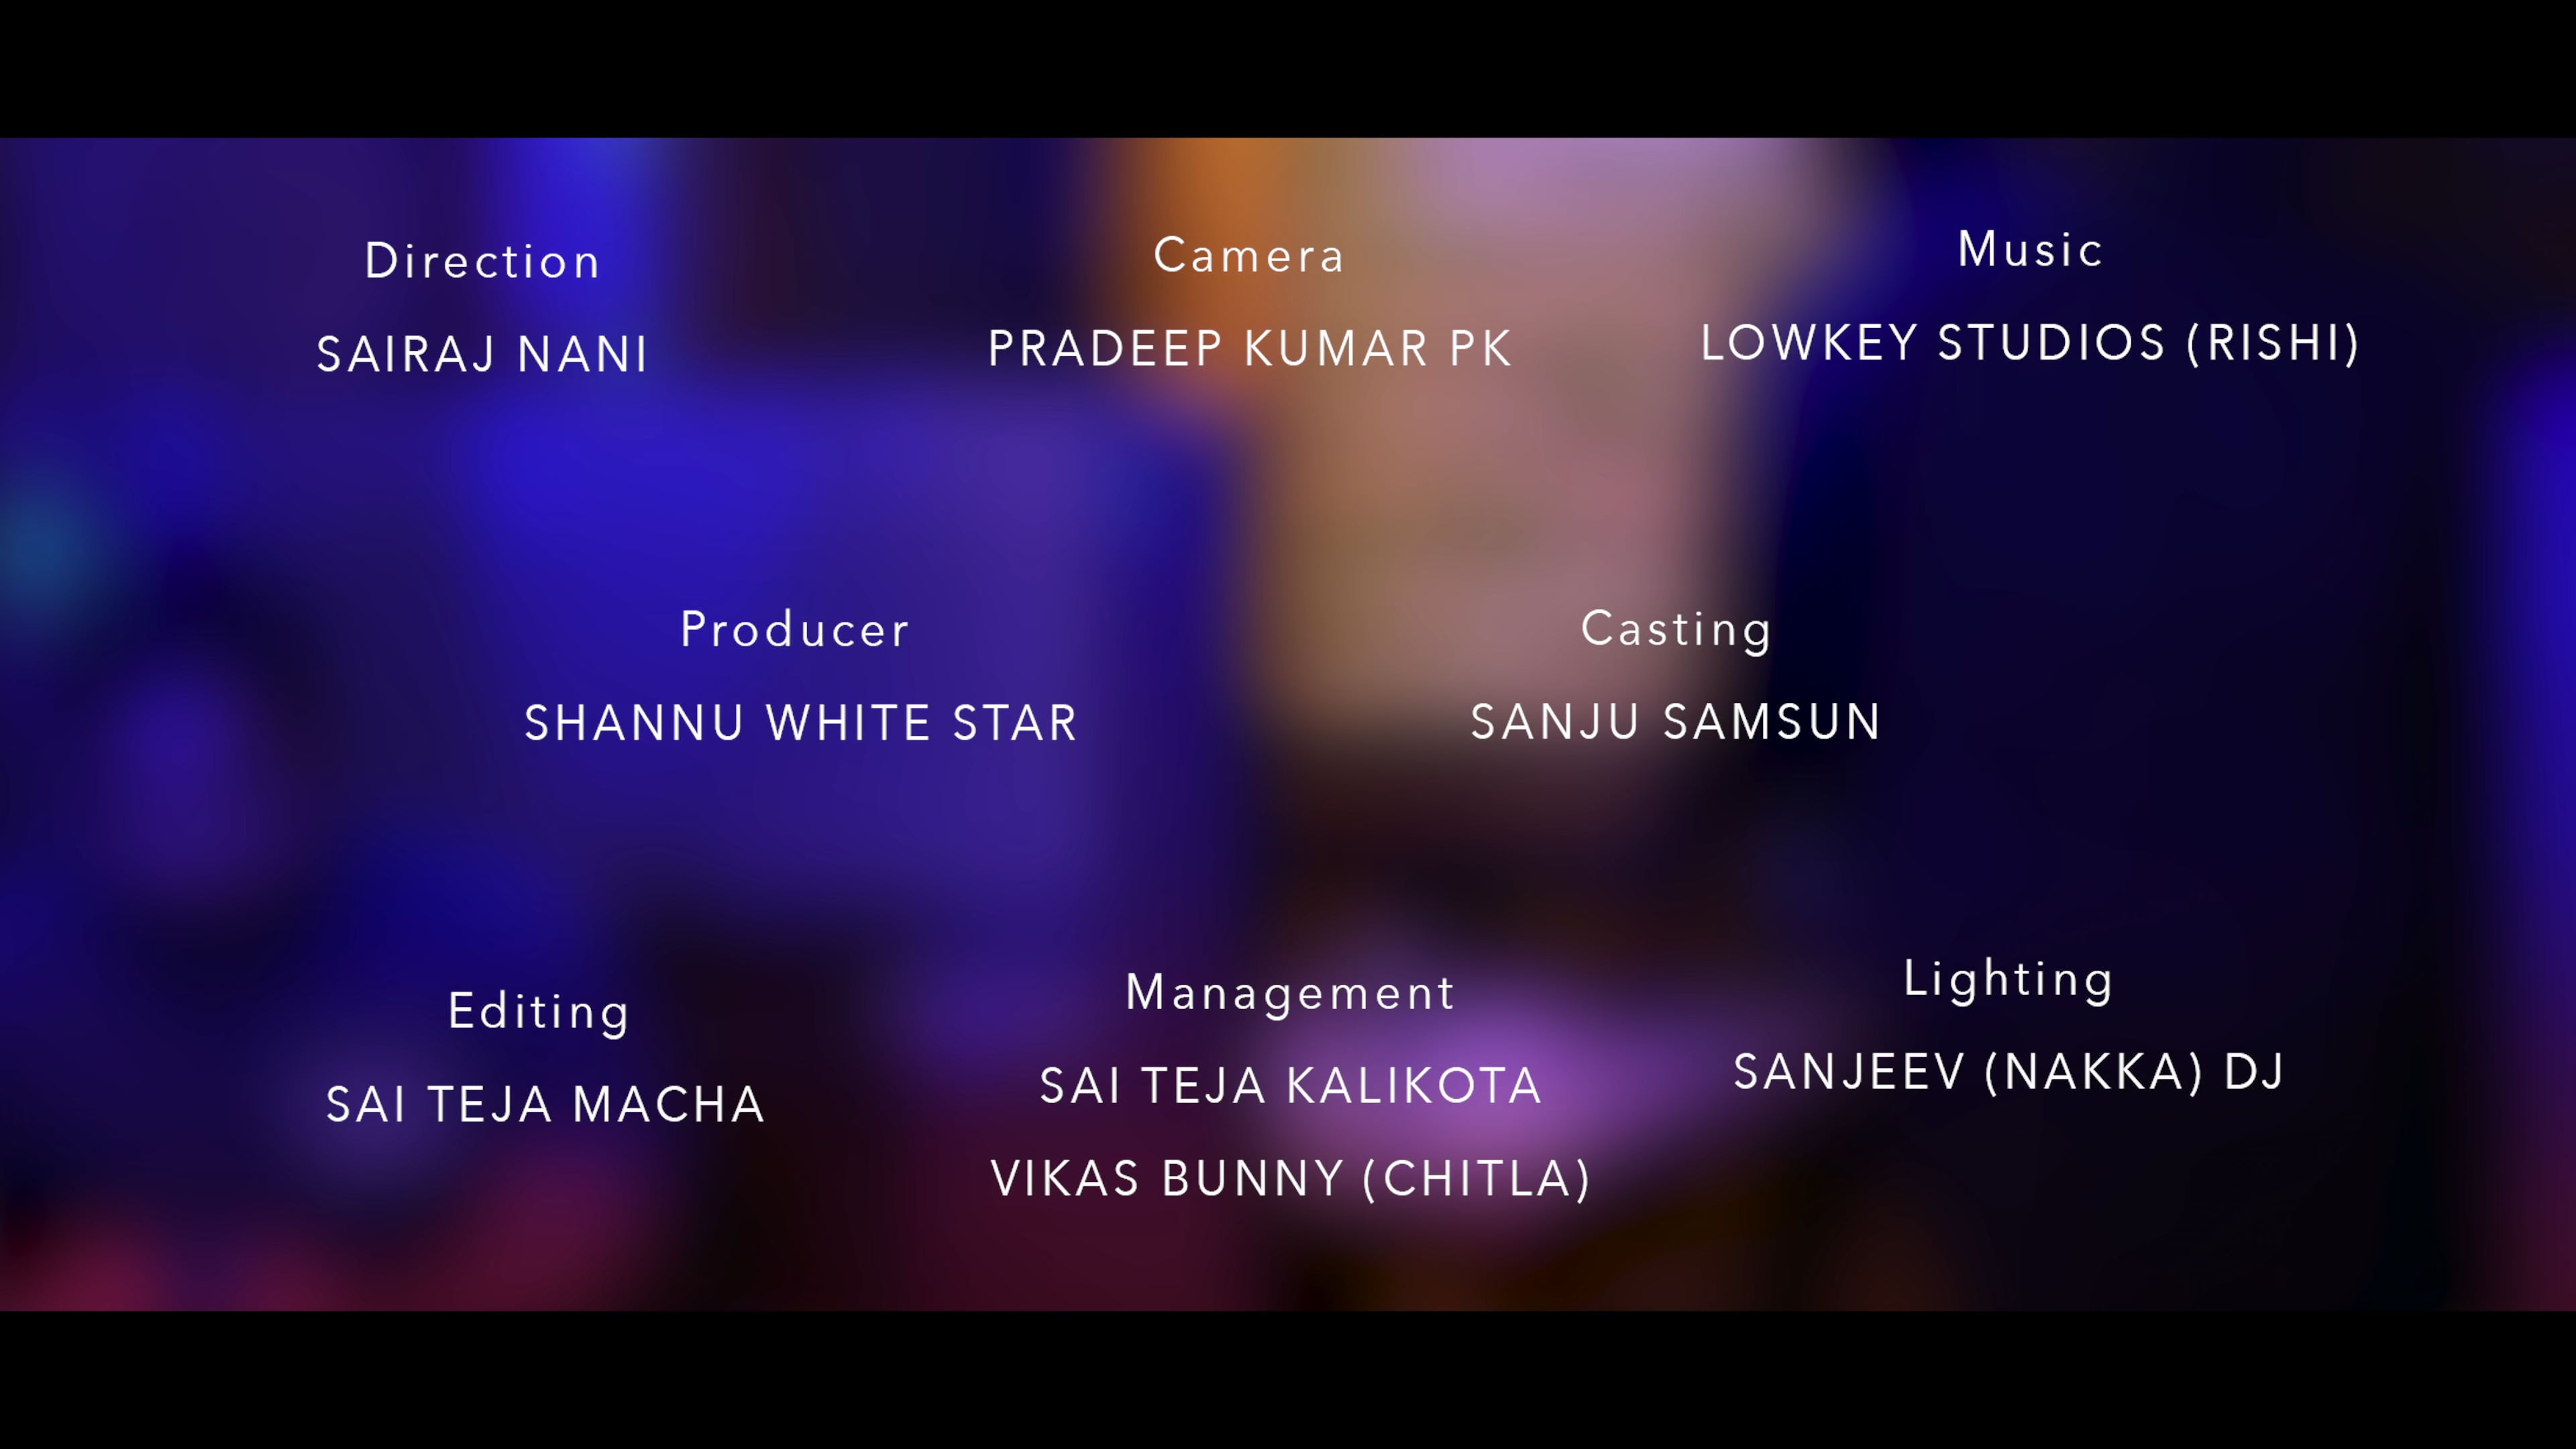 Direction
SAIRAJ NANI
Camera
PRADEEP KUMAR PK
Music
LOWKEY STUDIOS (RISHI)
Producer
SHANNU WHITE STAR
Casting
SANJU SAMSUN
Editing
SAI TEJA MACHA
Management
SAI TEJA KALIKOTA
VIKAS BUNNY (CHITLA)
Lighting
SANJEEV (NAKKA) DJ